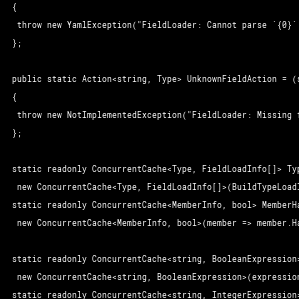 {
throw new YamlException("FieldLoader: Cannot parse `{0}`
};
public static Action<string, Type> UnknownFieldAction = (s
{
throw new NotImplementedException("FieldLoader: Missing f
};
static readonly ConcurrentCache<Type, FieldLoadInfo[]> Typ
new ConcurrentCache<Type, FieldLoadInfo[]>(BuildTypeLoadI
static readonly ConcurrentCache<MemberInfo, bool> MemberHa
new ConcurrentCache<MemberInfo, bool>(member => member.Ha
static readonly ConcurrentCache<string, BooleanExpression>
new ConcurrentCache<string, BooleanExpression>(expression
static readonly ConcurrentCache<string, IntegerExpression>